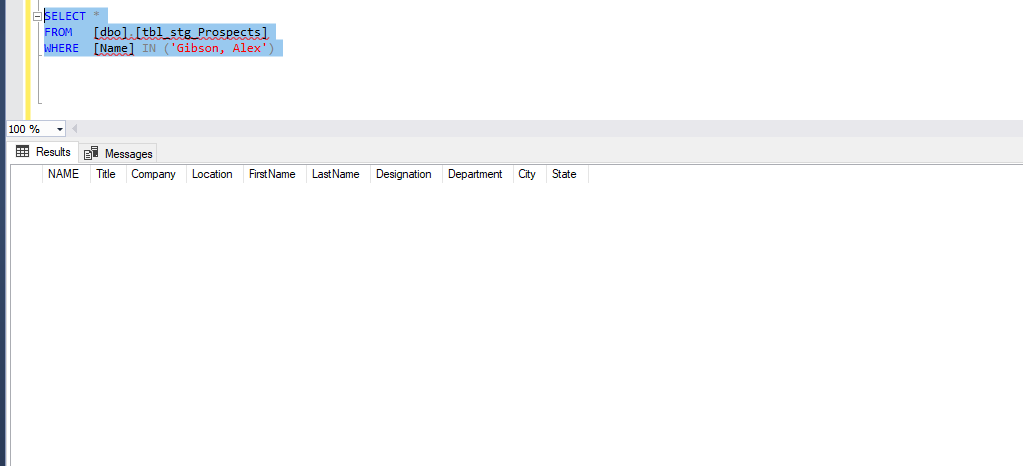 SELECT *
FROM [dbo].[tbl_stg_Prospects]
WHERE [Name] IN ('Gibson, Alex')
100 %
Results Messages
NAME Title Company Location FirstName LastName Designation Department City State